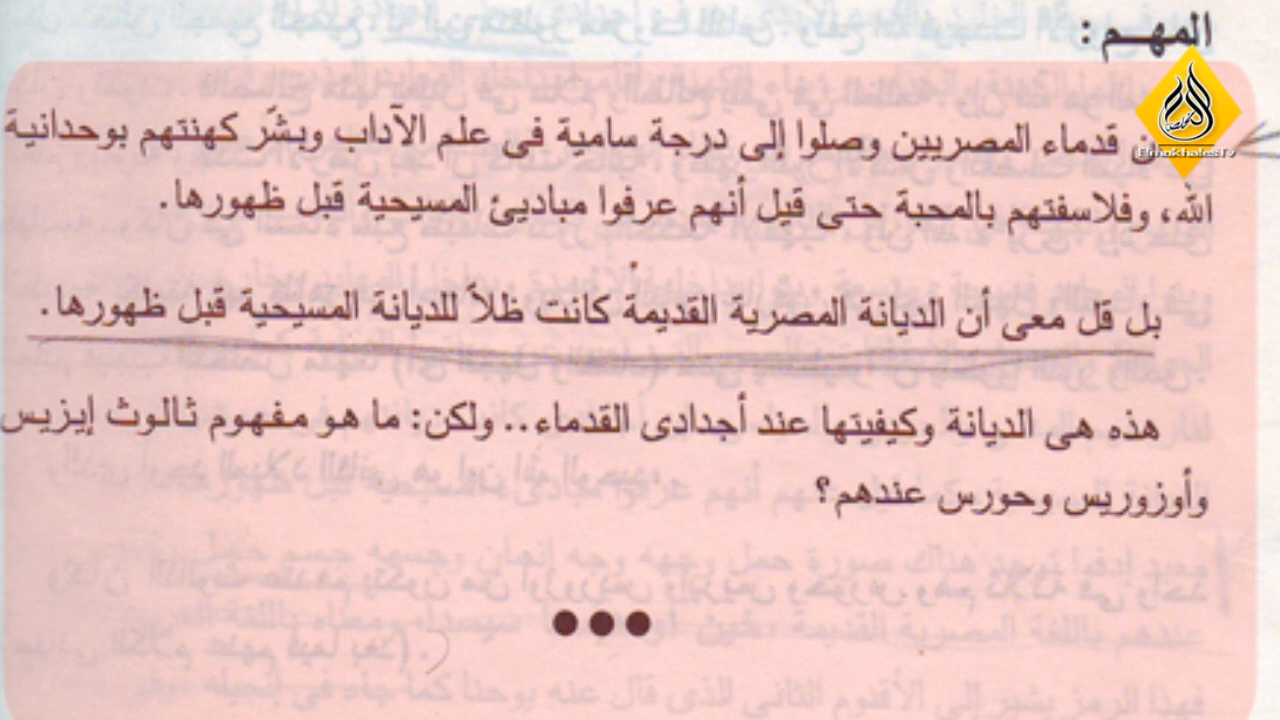 المهم :
قدماء المصريين وصلوا إلى درجة سامية فى علم الآداب وبشّر كهنتهم بوحدانية
الله، وفلاسفتهم بالمحبة حتى قيل أنهم عرفوا مباديئ المسيحية قبل ظهورها.
بل قل معى أن الديانة المصرية القديمة كانت ظلاً للديانة المسيحية قبل ظهورها.
هذه هى الديانة وكيفيتها عند أجدادى القدماء.. ولكن: ما هو مفهوم ثالوث إيزيس
وأوزوريس وحورس عندهم؟